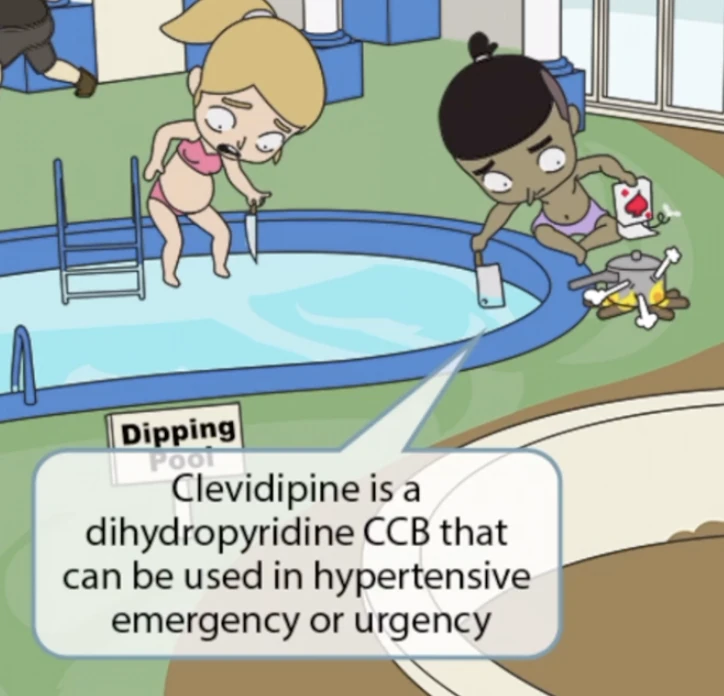 Dipping
Pool
Clevidipine is a
dihydropyridine CCB that
can be used in hypertensive
emergency or urgency